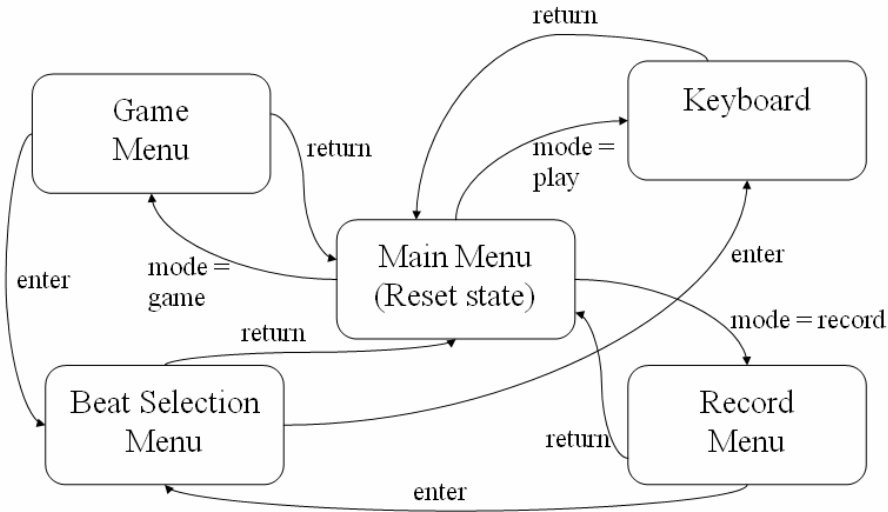 return
Keyboard
Game
Menu
return
mode =
play
Main Menu
(Reset state)
enter
mode =
game
enter
return
mode = record
Beat Selection
Menu
Record
Menu
return
enter